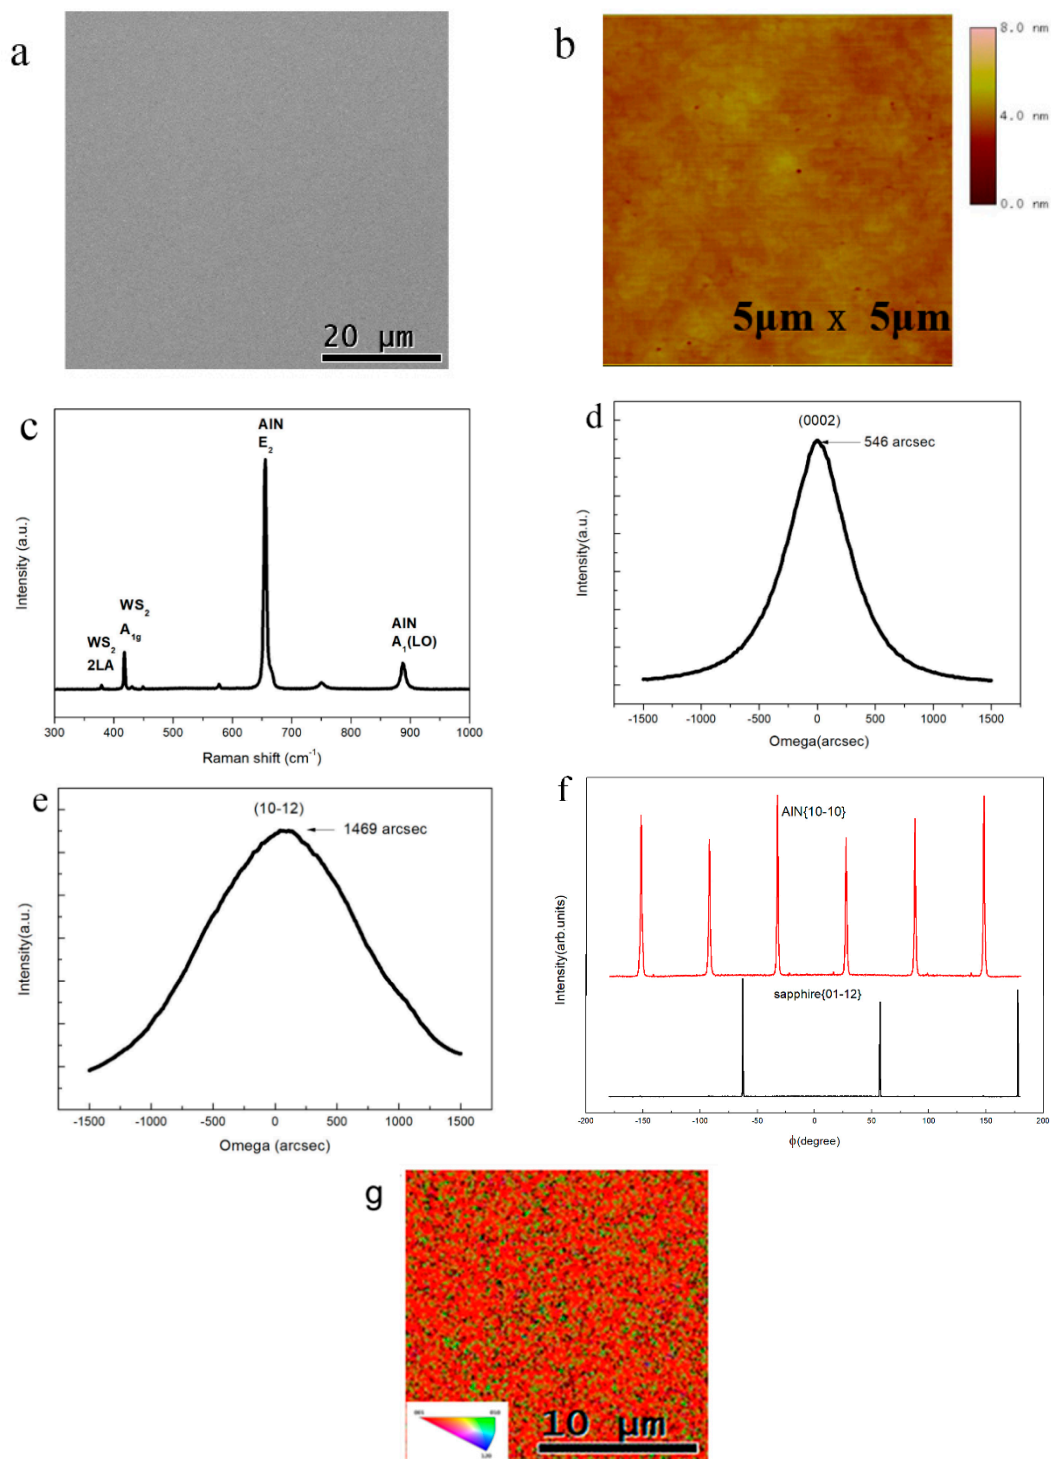 a
20 µm
b
8.0 nm
4.0 nm
0.0 nm
5µm x 5µm
c
AlN
E2
WS2
A1g
WS2
2LA
AlN
A1(LO)
Intensity (a.u.)
300 400 500 600 700 800 900 1000
Raman shift (cm-1)
d
(0002)
546 arcsec
Intensity(a.u.)
-1500 -1000 -500 0 500 1000 1500
Omega(arcsec)
e
(10-12)
1469 arcsec
Intensity(a.u.)
-1500 -1000 -500 0 500 1000 1500
Omega (arcsec)
f
AlN{10-10}
sapphire{01-12}
Intensity(arb.units)
-200 -150 -100 -50 0 50 100 150 200
ϕ(degree)
g
10 µm